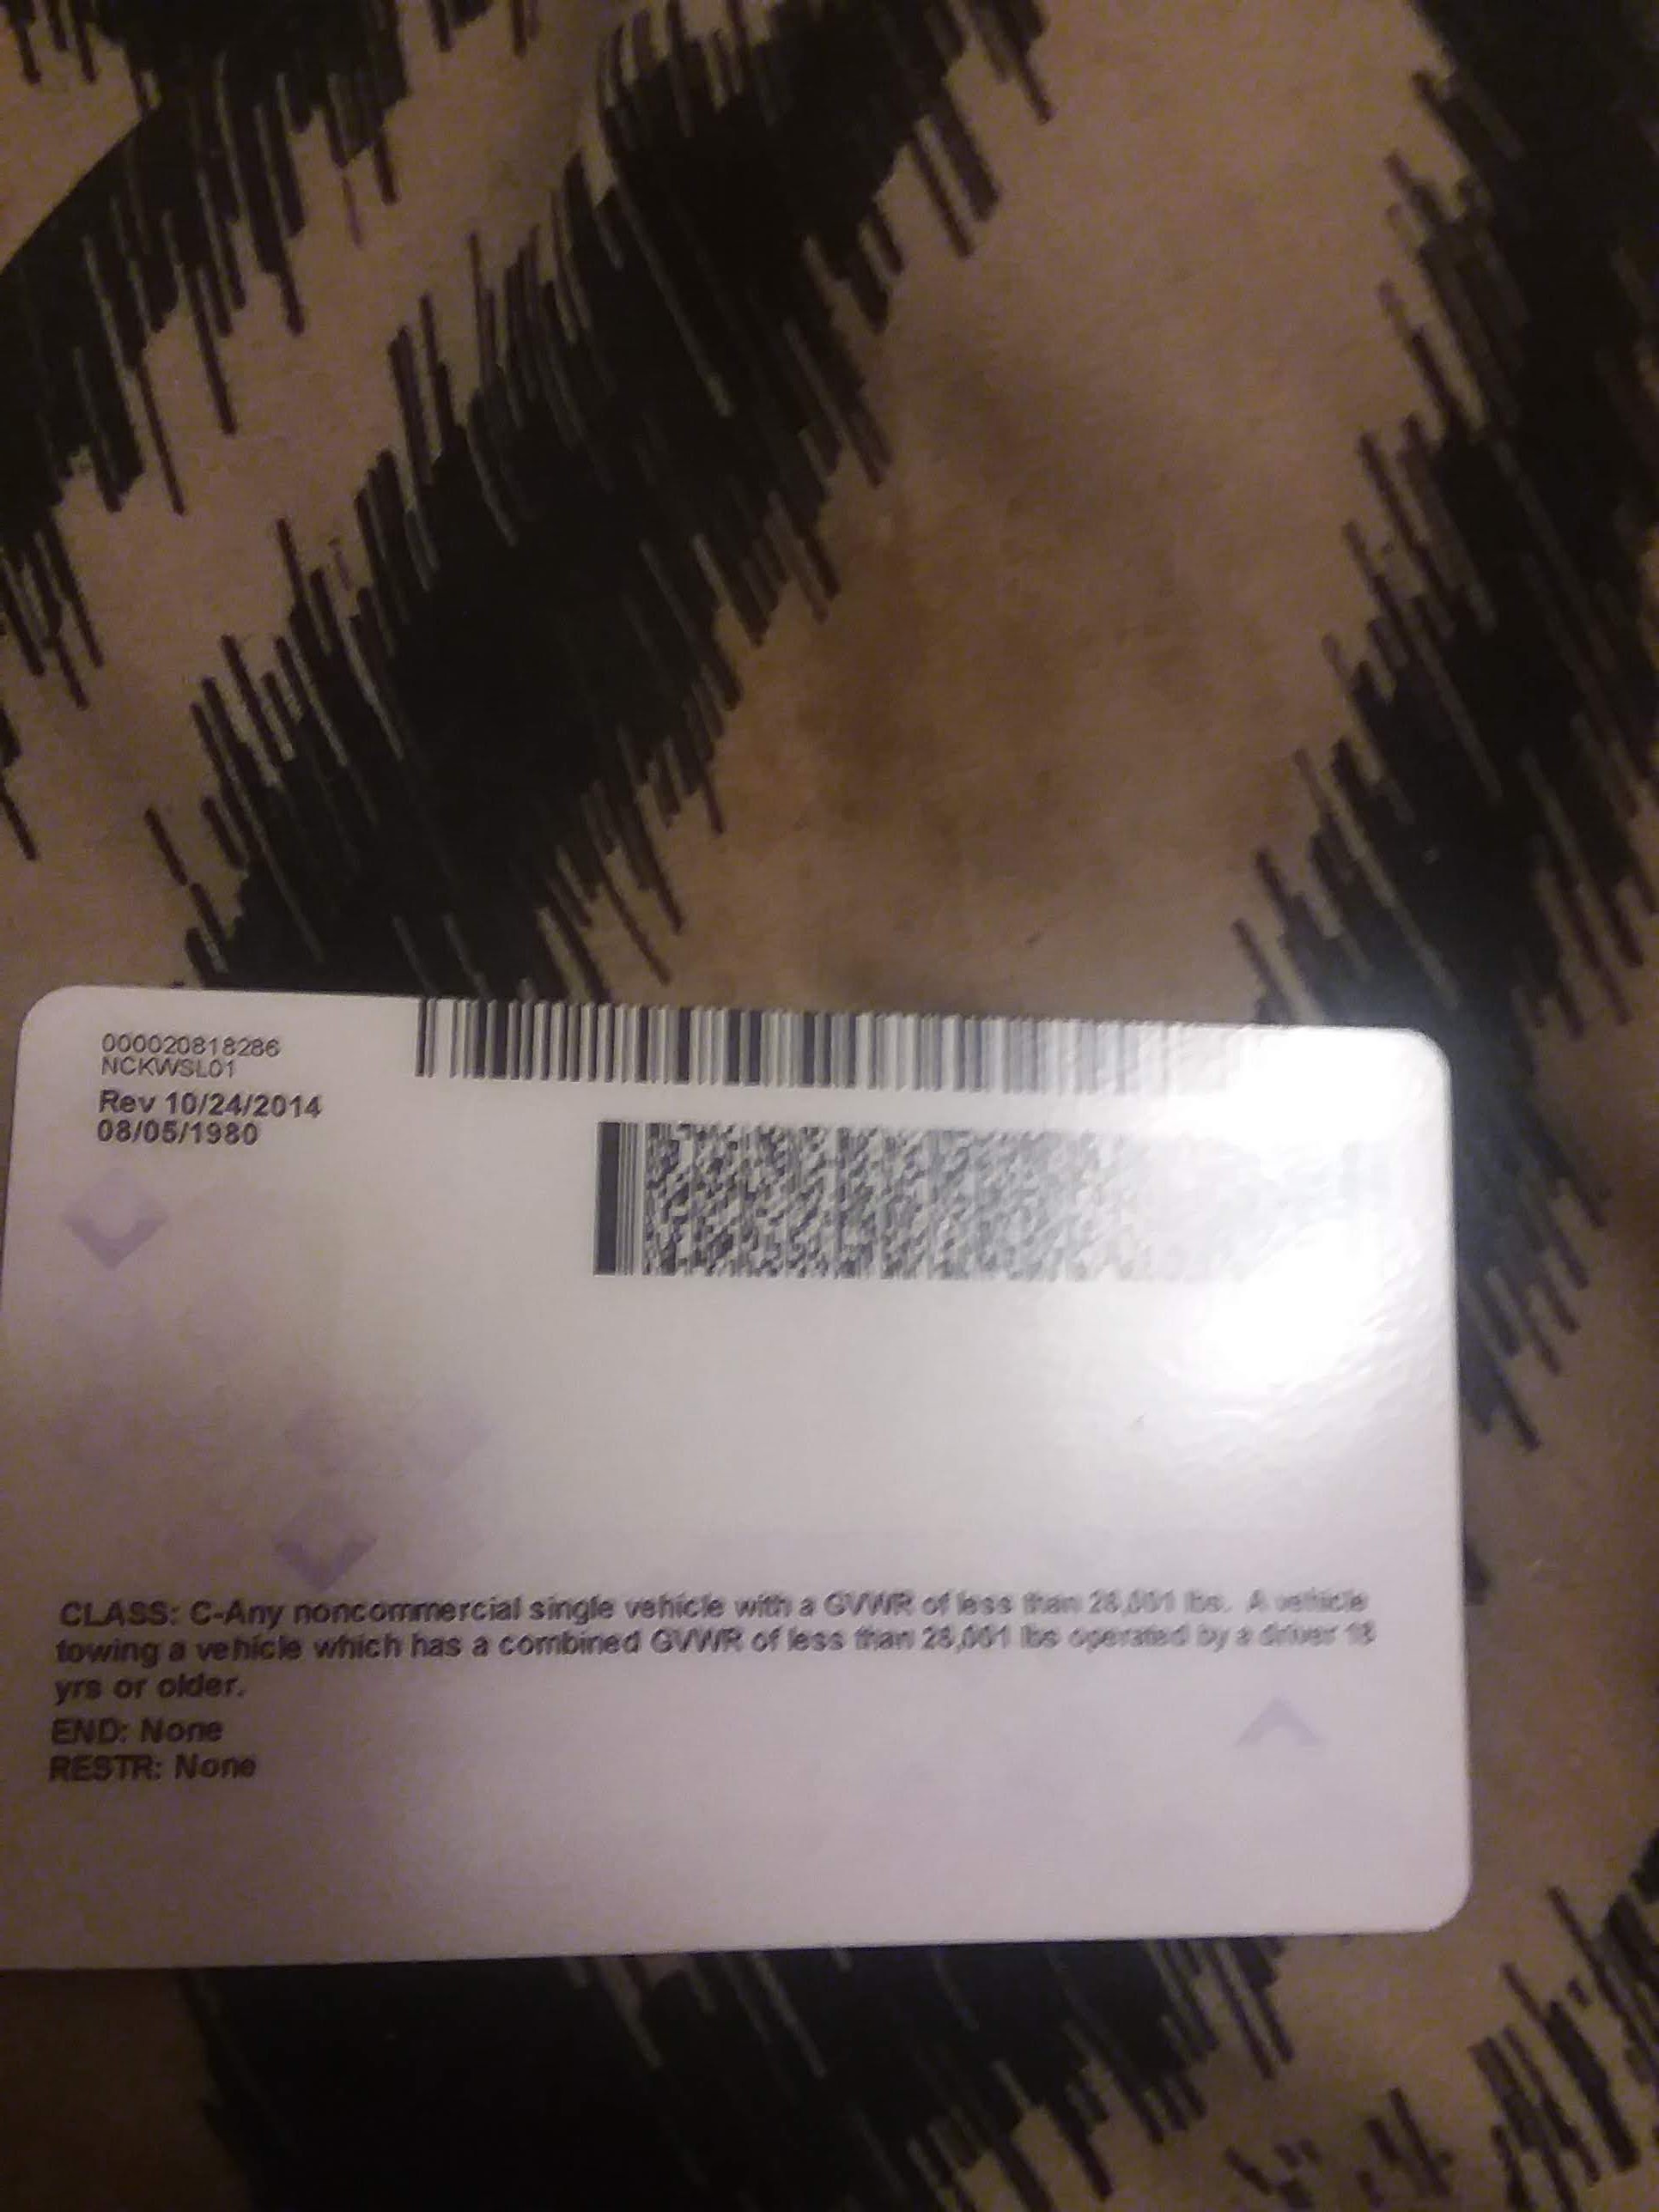 000020818286
NCKWSL01
Rev 10/24/2014
08/05/1980
CLASS: C-Any noncommercial single vehicle with a GVWR of less than 26,001 lbs. A vehicle
towing a vehicle which has a combined GVWR of less than 26,001 lbs operated by a driver 18
yrs or older.
END: None
RESTR: None